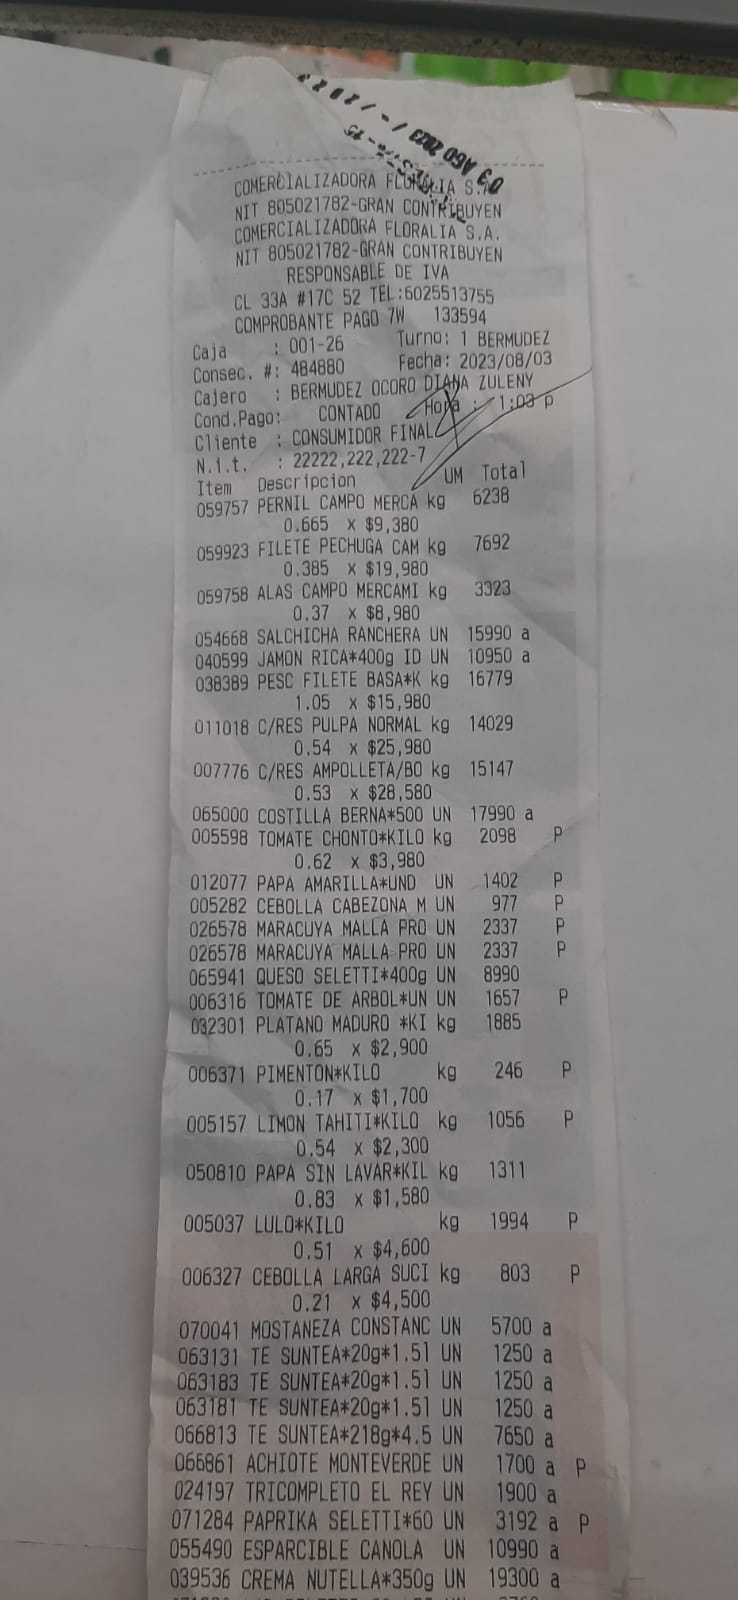 03 AGO 2023
COMERCIALIZADORA FLORALIA S.A.
NIT 805021782-GRAN CONTRIBUYEN
COMERCIALIZADORA FLORALIA S.A.
NIT 805021782-GRAN CONTRIBUYEN
RESPONSABLE DE IVA
CL 33A #17C 52 TEL:6025513755
COMPROBANTE PAGO 7W 133594
Caja : 001-26 Turno: 1 BERMUDEZ
Consec. #: 484880 Fecha: 2023/08/03
Cajero : BERMUDEZ OCORO DIANA ZULENY
Cond.Pago: CONTADO Hora : 1:03 p
Cliente : CONSUMIDOR FINAL
N.i.t. : 22222,222,222-7
Item Descripcion UM Total
059757 PERNIL CAMPO MERCA kg 6238
0.665 x $9,380
059923 FILETE PECHUGA CAM kg 7692
0.385 x $19,980
059758 ALAS CAMPO MERCAMI kg 3323
0.37 x $8,980
054668 SALCHICHA RANCHERA UN 15990 a
040599 JAMON RICA*400g ID UN 10950 a
038389 PESC FILETE BASA*K kg 16779
1.05 x $15,980
011018 C/RES PULPA NORMAL kg 14029
0.54 x $25,980
007776 C/RES AMPOLLETA/BO kg 15147
0.53 x $28,580
065000 COSTILLA BERNA*500 UN 17990 a
005598 TOMATE CHONTO*KILO kg 2098 P
0.62 x $3,980
012077 PAPA AMARILLA*UND UN 1402 P
005282 CEBOLLA CABEZONA M UN 977 P
026578 MARACUYA MALLA PRO UN 2337 P
026578 MARACUYA MALLA PRO UN 2337 P
065941 QUESO SELETTI*400g UN 8990
006316 TOMATE DE ARBOL*UN UN 1657 P
032301 PLATANO MADURO *KI kg 1885
0.65 x $2,900
006371 PIMENTON*KILO kg 246 P
0.17 x $1,700
005157 LIMON TAHITI*KILO kg 1056 P
0.54 x $2,300
050810 PAPA SIN LAVAR*KIL kg 1311
0.83 x $1,580
005037 LULO*KILO kg 1994 P
0.51 x $4,600
006327 CEBOLLA LARGA SUCI kg 803 P
0.21 x $4,500
070041 MOSTANEZA CONSTANC UN 5700 a
063131 TE SUNTEA*20g*1.5l UN 1250 a
063183 TE SUNTEA*20g*1.5l UN 1250 a
063181 TE SUNTEA*20g*1.5l UN 1250 a
066813 TE SUNTEA*218g*4.5 UN 7650 a
066861 ACHIOTE MONTEVERDE UN 1700 a P
024197 TRICOMPLETO EL REY UN 1900 a
071284 PAPRIKA SELETTI*60 UN 3192 a P
055490 ESPARCIBLE CANOLA UN 10990 a
039536 CREMA NUTELLA*350g UN 19300 a